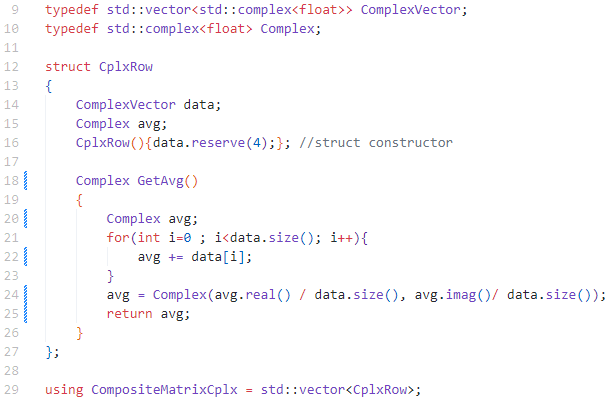 9 typedef std::vector<std::complex<float>> ComplexVector;
10 typedef std::complex<float> Complex;
11
12 struct CplxRow
13 {
14     ComplexVector data;
15     Complex avg;
16     CplxRow(){data.reserve(4);}; //struct constructor
17
18     Complex GetAvg()
19     {
20         Complex avg;
21         for(int i=0 ; i<data.size(); i++){
22             avg += data[i];
23         }
24         avg = Complex(avg.real() / data.size(), avg.imag()/ data.size());
25         return avg;
26     }
27 };
28
29 using CompositeMatrixCplx = std::vector<CplxRow>;